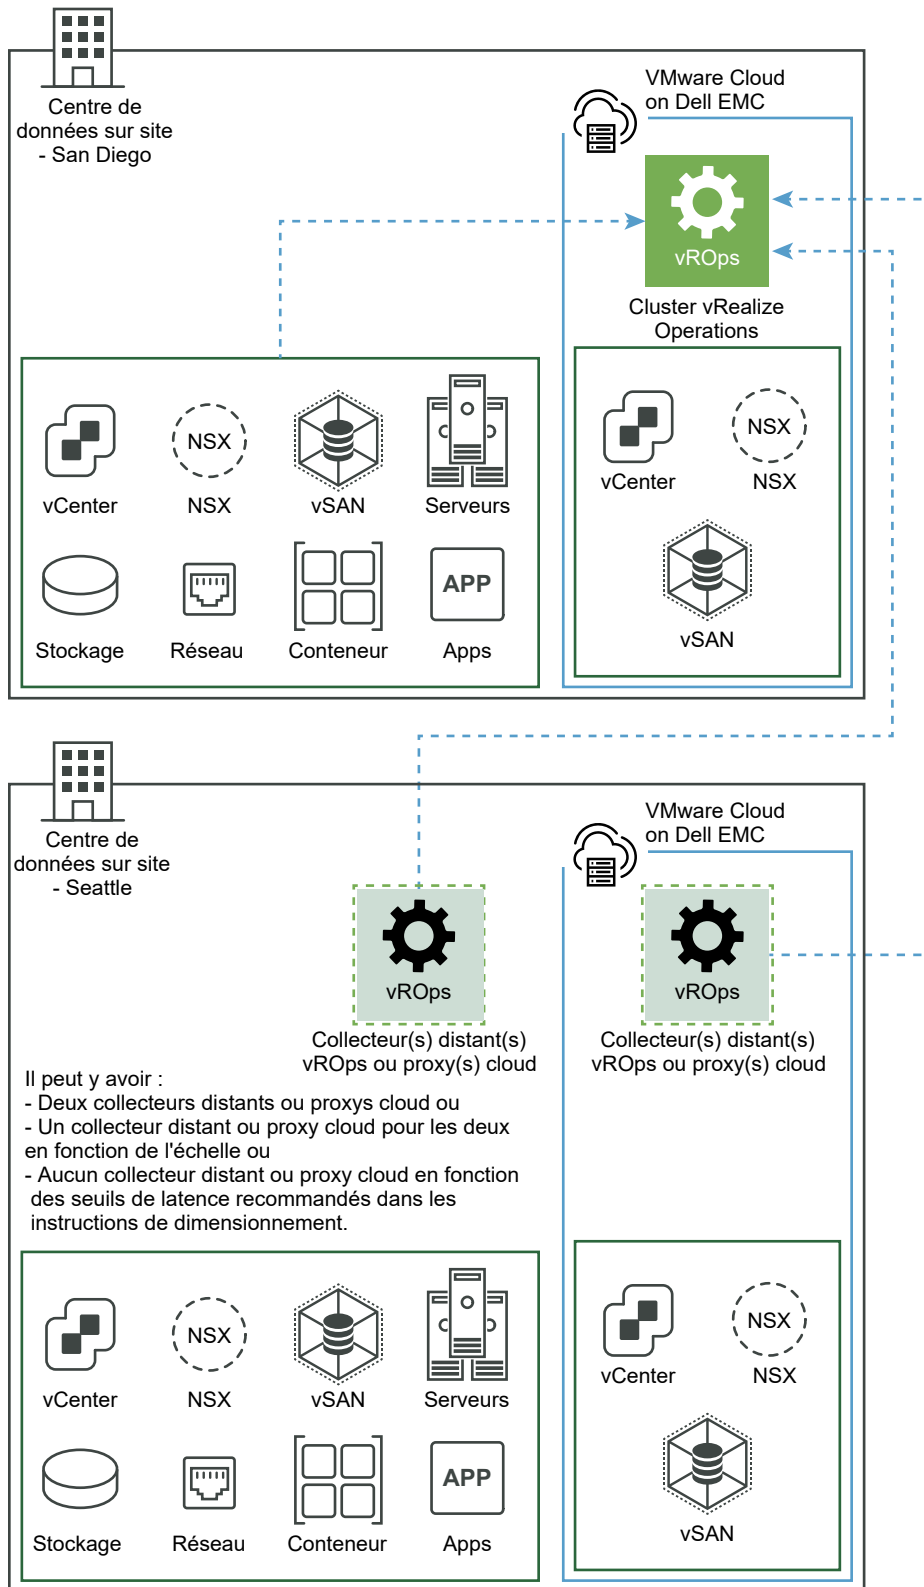 Centre de
données sur site
- San Diego
VMware Cloud
on Dell EMC
vROps
Cluster vRealize
Operations
NSX
vCenter
NSX
vSAN
Serveurs
APP
Stockage
Réseau
Conteneur
Apps
NSX
vCenter
NSX
vSAN
Centre de
données sur site
- Seattle
VMware Cloud
on Dell EMC
vROps
Collecteur(s) distant(s)
vROps ou proxy(s) cloud
vROps
Collecteur(s) distant(s)
vROps ou proxy(s) cloud
Il peut y avoir :
- Deux collecteurs distants ou proxys cloud ou
- Un collecteur distant ou proxy cloud pour les deux
en fonction de l'échelle ou
- Aucun collecteur distant ou proxy cloud en fonction
des seuils de latence recommandés dans les
instructions de dimensionnement.
NSX
vCenter
NSX
vSAN
Serveurs
APP
Stockage
Réseau
Conteneur
Apps
NSX
vCenter
NSX
vSAN